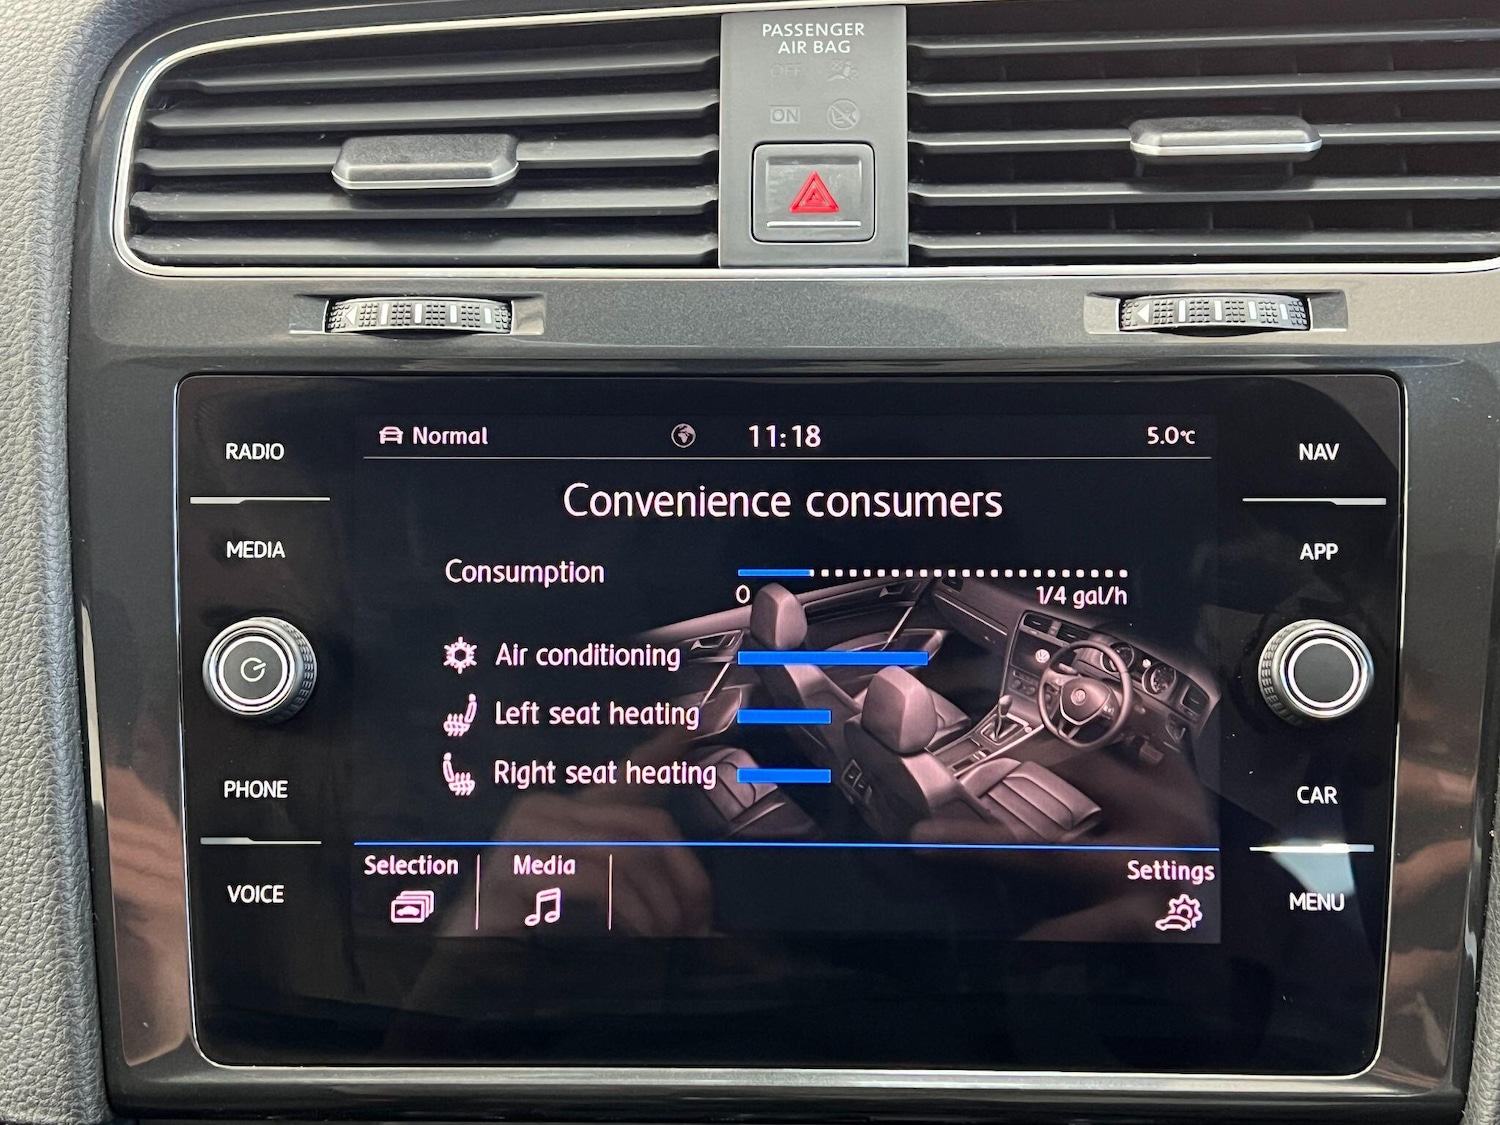 PASSENGER
AIR BAG
OFF
ON
Normal 11:18 5.0°C
RADIO
NAV
Convenience consumers
MEDIA
APP
Consumption
0 1/4 gal/h
Air conditioning
Left seat heating
Right seat heating
PHONE
CAR
Selection Media Settings
VOICE
MENU